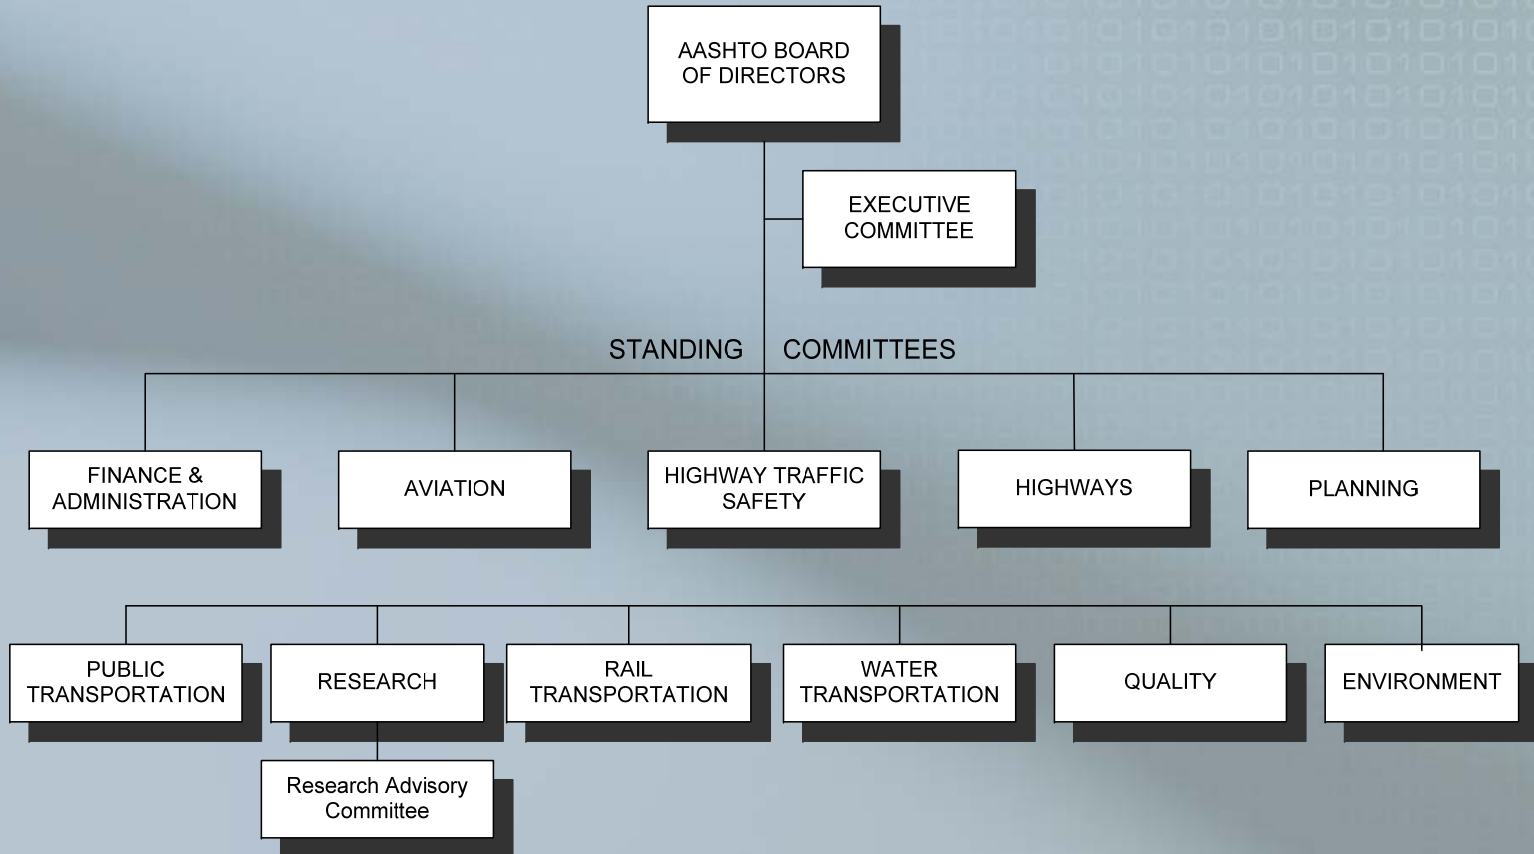 AASHTO BOARD
OF DIRECTORS
EXECUTIVE
COMMITTEE
STANDING COMMITTEES
FINANCE &
ADMINISTRATION
AVIATION
HIGHWAY TRAFFIC
SAFETY
HIGHWAYS
PLANNING
PUBLIC
TRANSPORTATION
RESEARCH
RAIL
TRANSPORTATION
WATER
TRANSPORTATION
QUALITY
ENVIRONMENT
Research Advisory
Committee